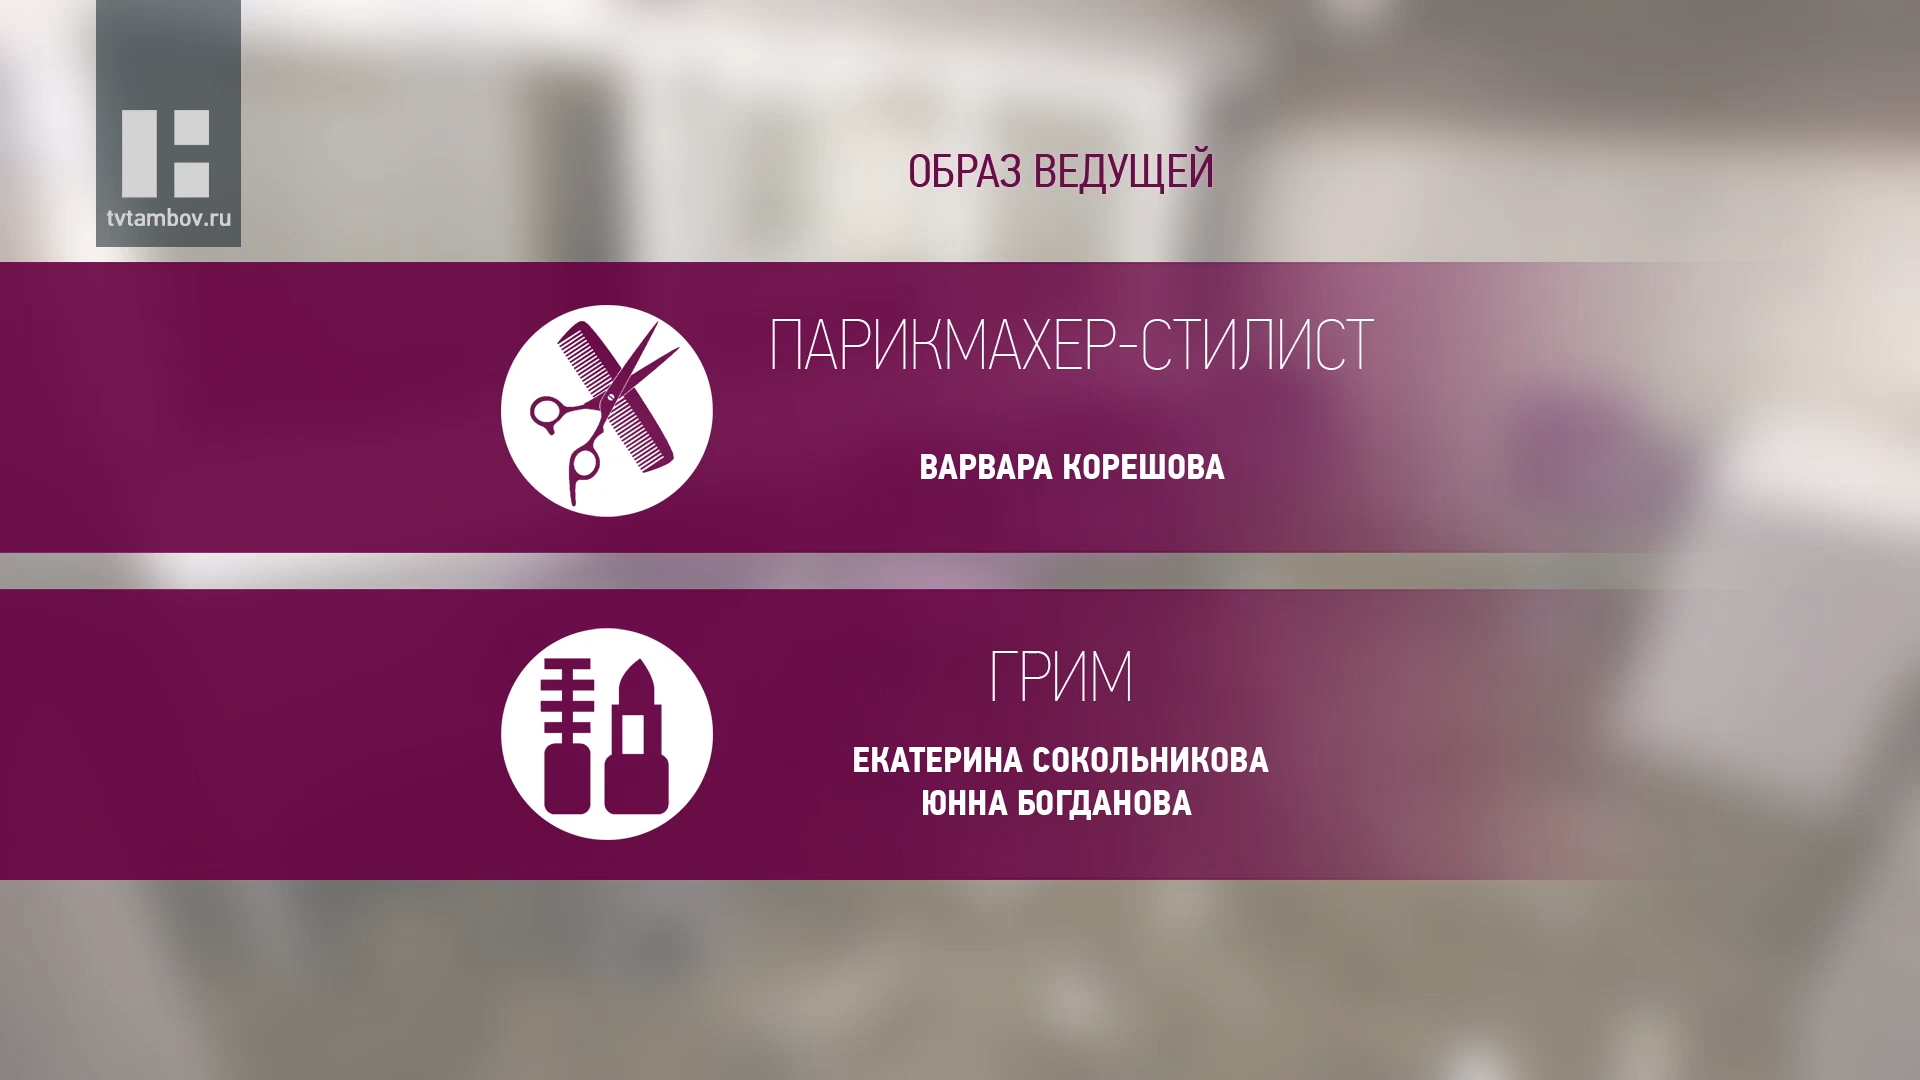 tvtambov.ru
ОБРАЗ ВЕДУЩЕЙ
ПАРИКМАХЕР-СТИЛИСТ
ВАРВАРА КОРЕШОВА
ГРИМ
ЕКАТЕРИНА СОКОЛЬНИКОВА
ЮННА БОГДАНОВА